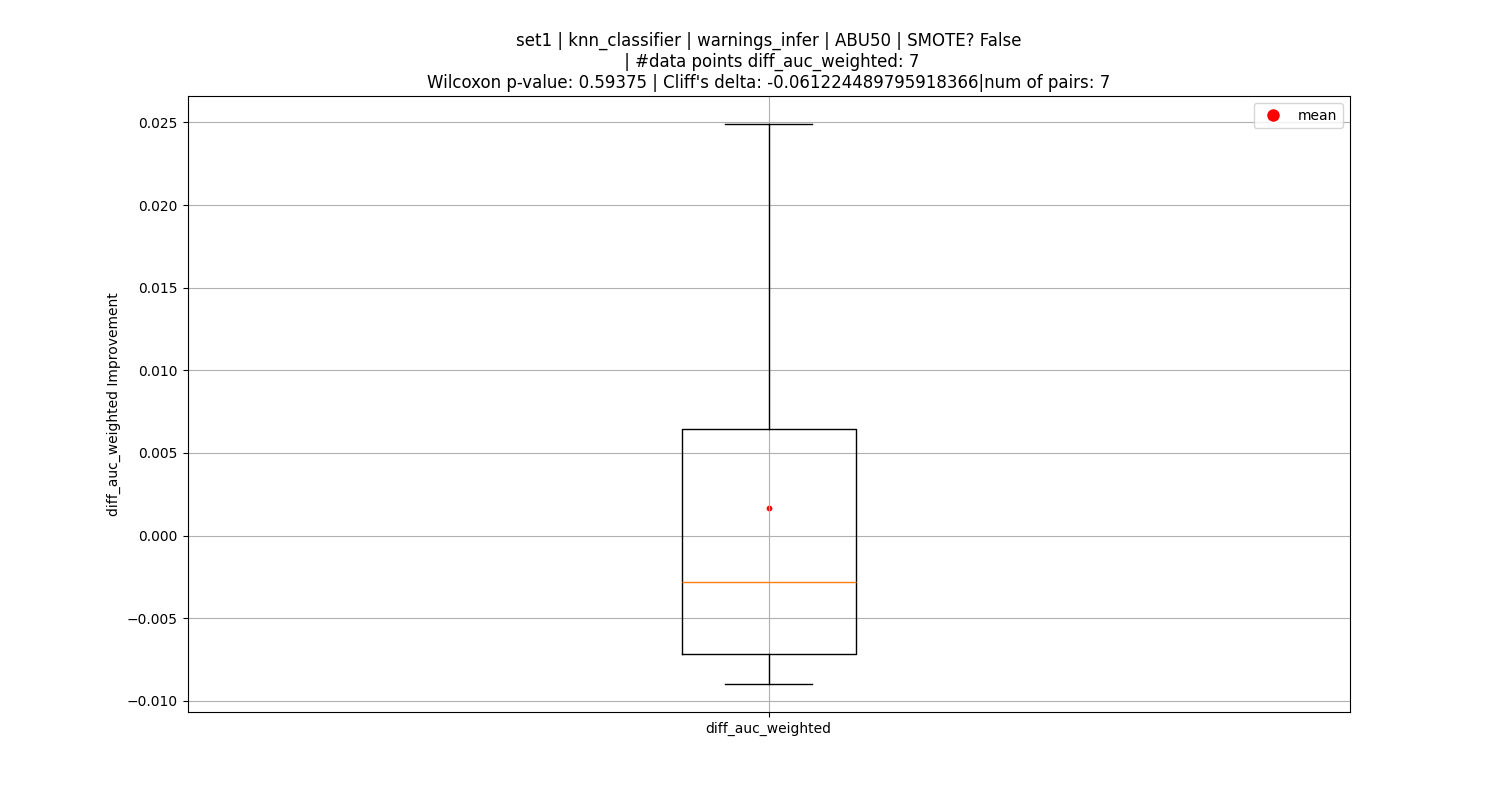 set1 | knn_classifier | warnings_infer | ABU50 | SMOTE? False
| #data points diff_auc_weighted: 7
Wilcoxon p-value: 0.59375 | Cliff's delta: -0.061224489795918366|num of pairs: 7
mean
0.025
0.020
0.015
0.010
0.005
0.000
−0.005
−0.010
diff_auc_weighted Improvement
diff_auc_weighted